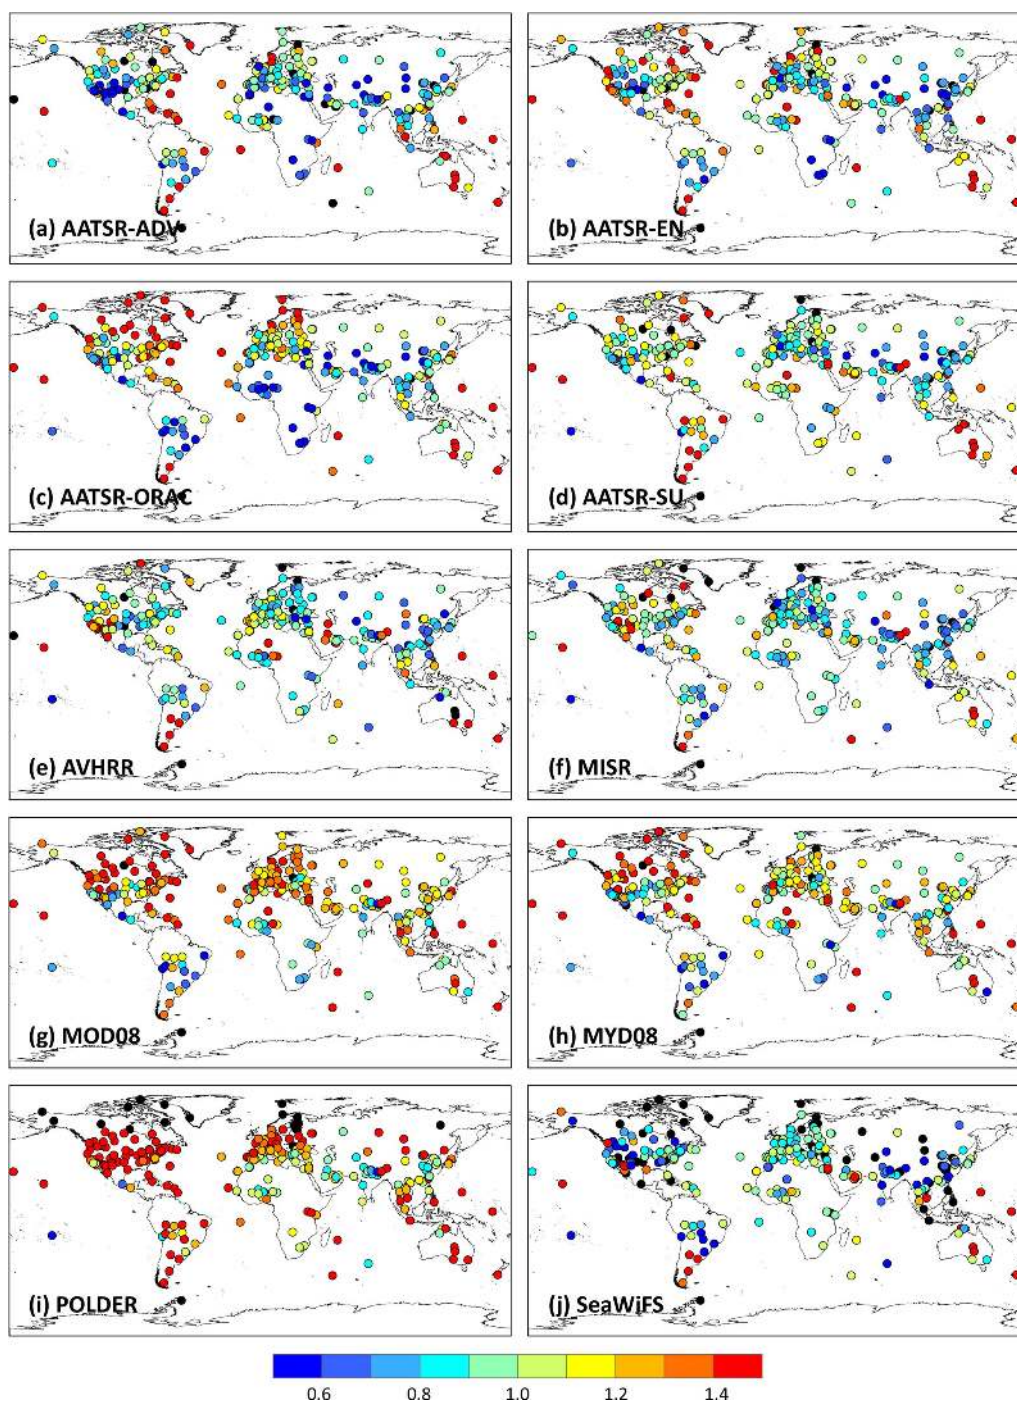 (a) AATSR-ADV
(b) AATSR-EN
(c) AATSR-ORAC
(d) AATSR-SU
(e) AVHRR
(f) MISR
(g) MOD08
(h) MYD08
(i) POLDER
(j) SeaWiFS
0.6 0.8 1.0 1.2 1.4